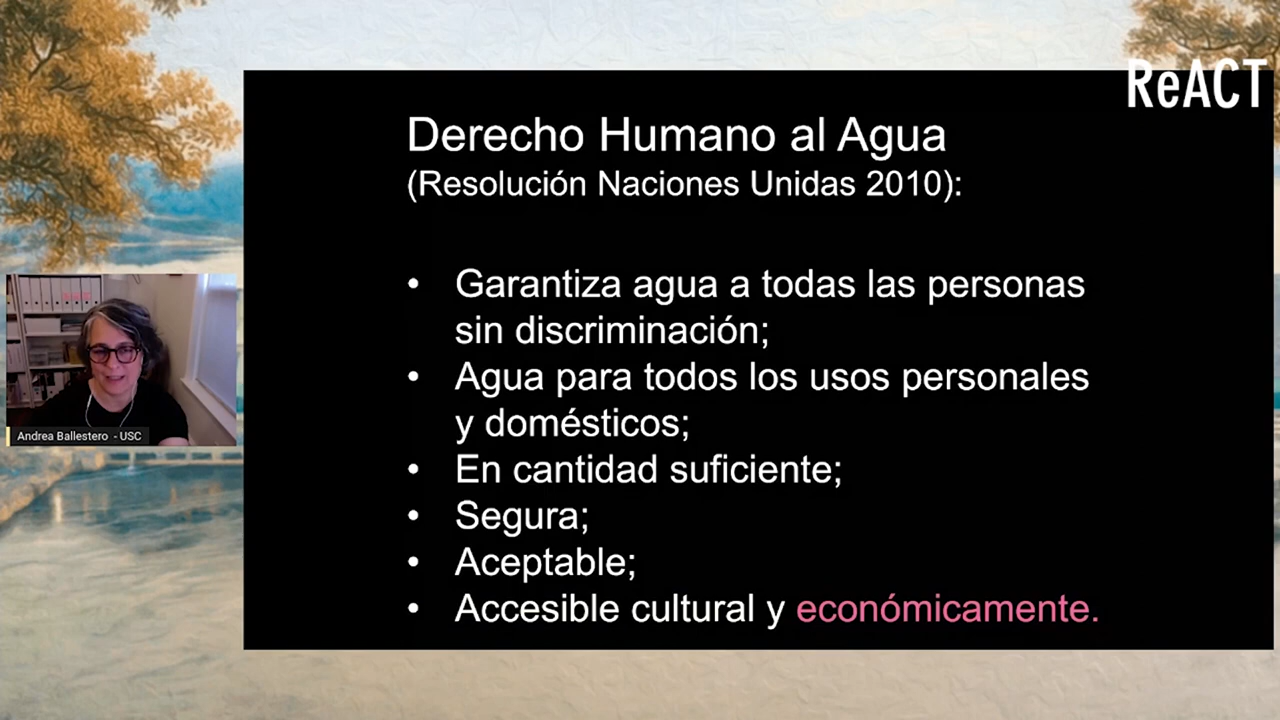 ReACT
Derecho Humano al Agua
(Resolución Naciones Unidas 2010):
• Garantiza agua a todas las personas
sin discriminación;
• Agua para todos los usos personales
y domésticos;
• En cantidad suficiente;
• Segura;
• Aceptable;
• Accesible cultural y económicamente.
Andrea Ballestero - USC